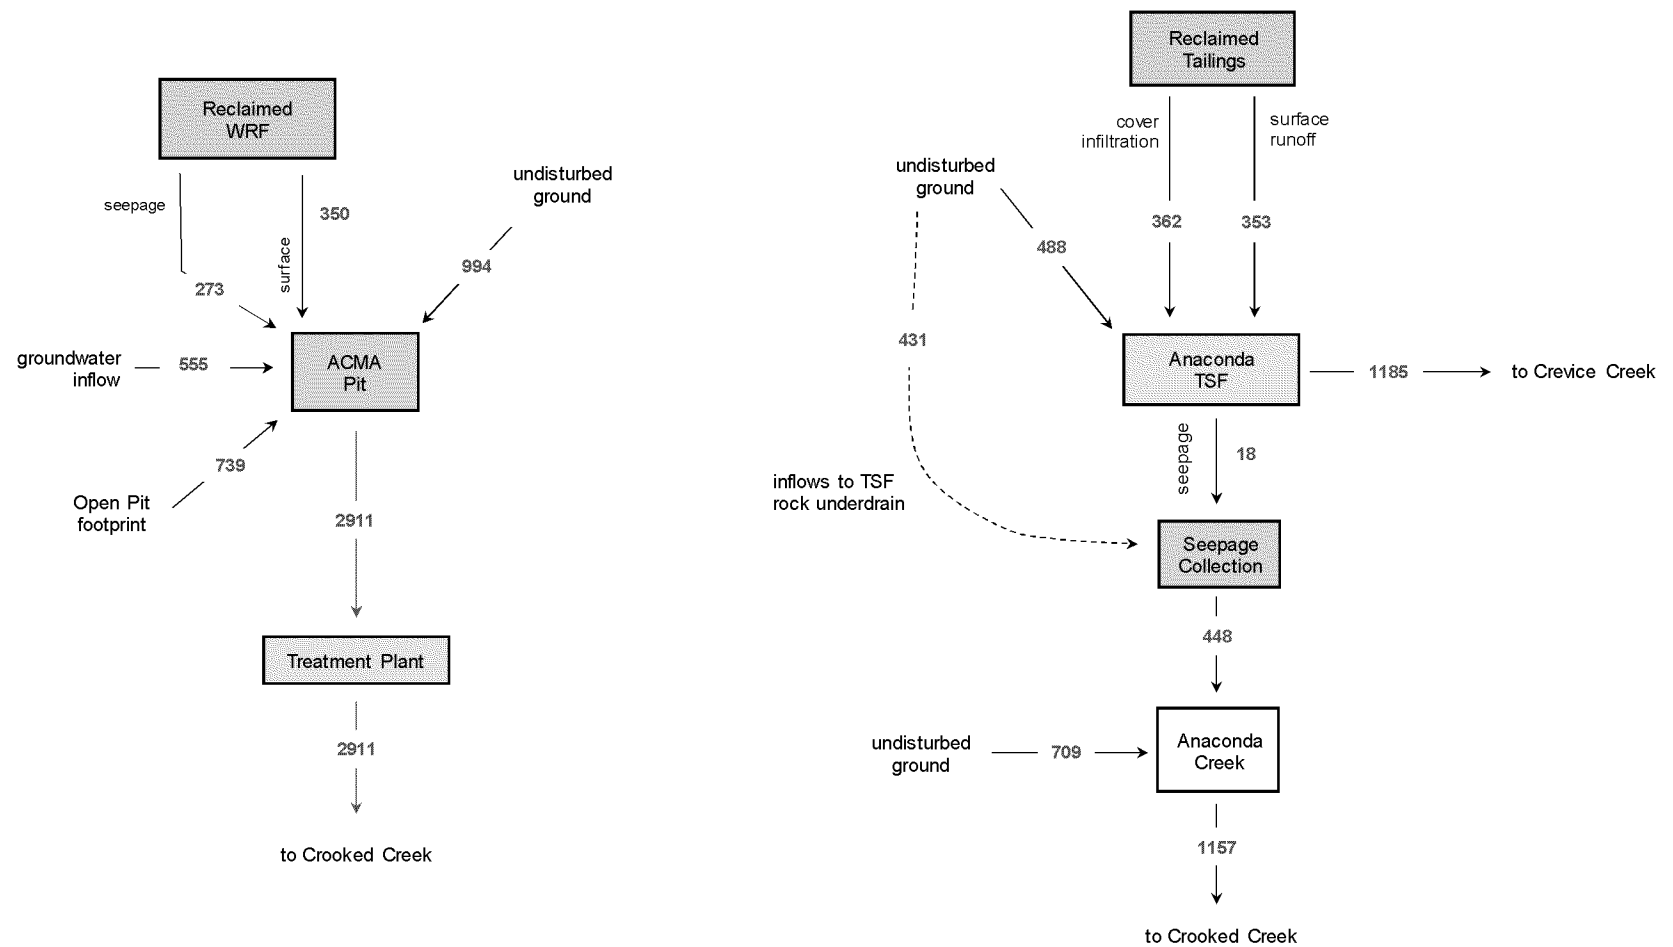 Reclaimed
WRF
seepage
350
undisturbed
ground
surface
994
273
groundwater
inflow
555
ACMA
Pit
739
Open Pit
footprint
2911
Treatment Plant
2911
to Crooked Creek
Reclaimed
Tailings
cover
infiltration
surface
runoff
undisturbed
ground
362
353
488
431
Anaconda
TSF
1185
to Crevice Creek
seepage
18
inflows to TSF
rock underdrain
Seepage
Collection
448
undisturbed
ground
709
Anaconda
Creek
1157
to Crooked Creek